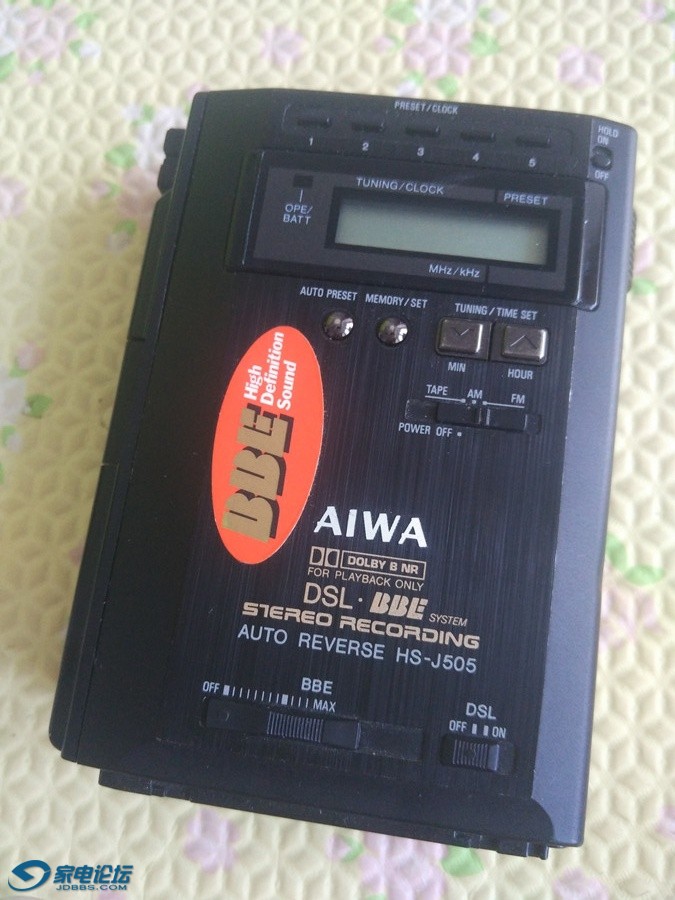 PRESET/CLOCK
1 2 3 4 5
HOLD
ON
OFF
TUNING/CLOCK PRESET
OPE/
BATT
MHz/kHz
AUTO PRESET MEMORY/SET TUNING/TIME SET
MIN HOUR
TAPE AM FM
POWER OFF
BBE High
Definition
Sound
AIWA
DOLBY B NR
FOR PLAYBACK ONLY
DSL · BBE SYSTEM
STEREO RECORDING
AUTO REVERSE HS-J505
BBE
OFF MAX
DSL
OFF ON
家电论坛
JDBBS.COM